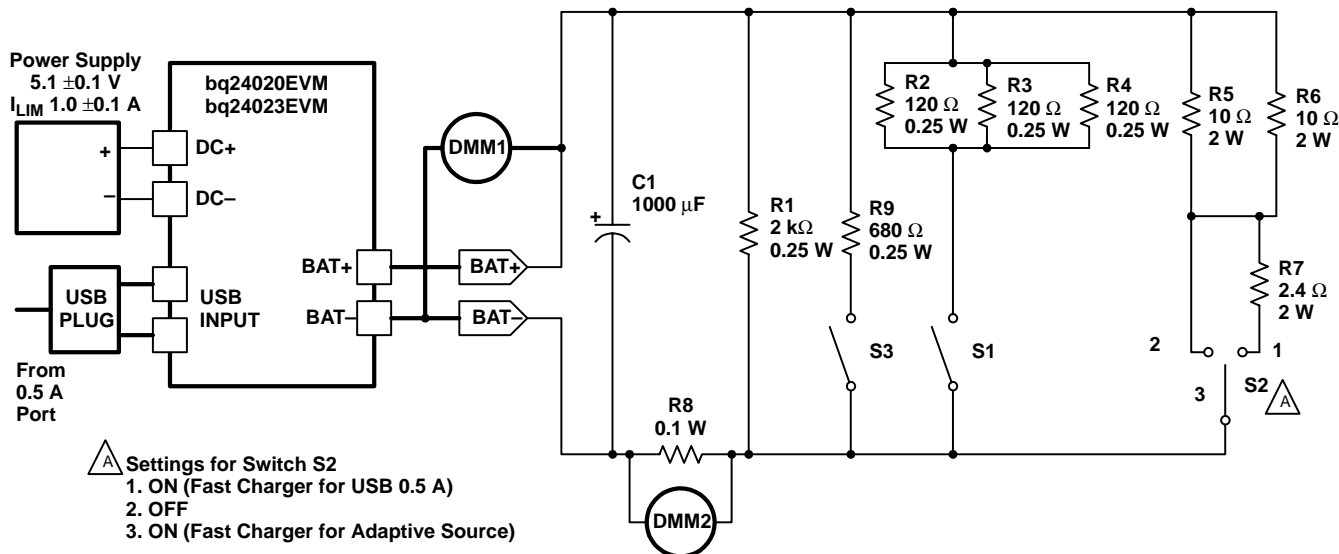 Power Supply
5.1 ±0.1 V
ILIM 1.0 ±0.1 A
+
−
bq24020EVM
bq24023EVM
DC+
DC−
USB
PLUG
USB
INPUT
From
0.5 A
Port
BAT+
BAT−
BAT+
BAT−
DMM1
C1
1000 μF
+
R1
2 kΩ
0.25 W
R9
680 Ω
0.25 W
S3
R2
120 Ω
0.25 W
R3
120 Ω
0.25 W
R4
120 Ω
0.25 W
S1
R5
10 Ω
2 W
R6
10 Ω
2 W
R7
2.4 Ω
2 W
2
1
3
S2
A
R8
0.1 W
DMM2
A
Settings for Switch S2
1. ON (Fast Charger for USB 0.5 A)
2. OFF
3. ON (Fast Charger for Adaptive Source)